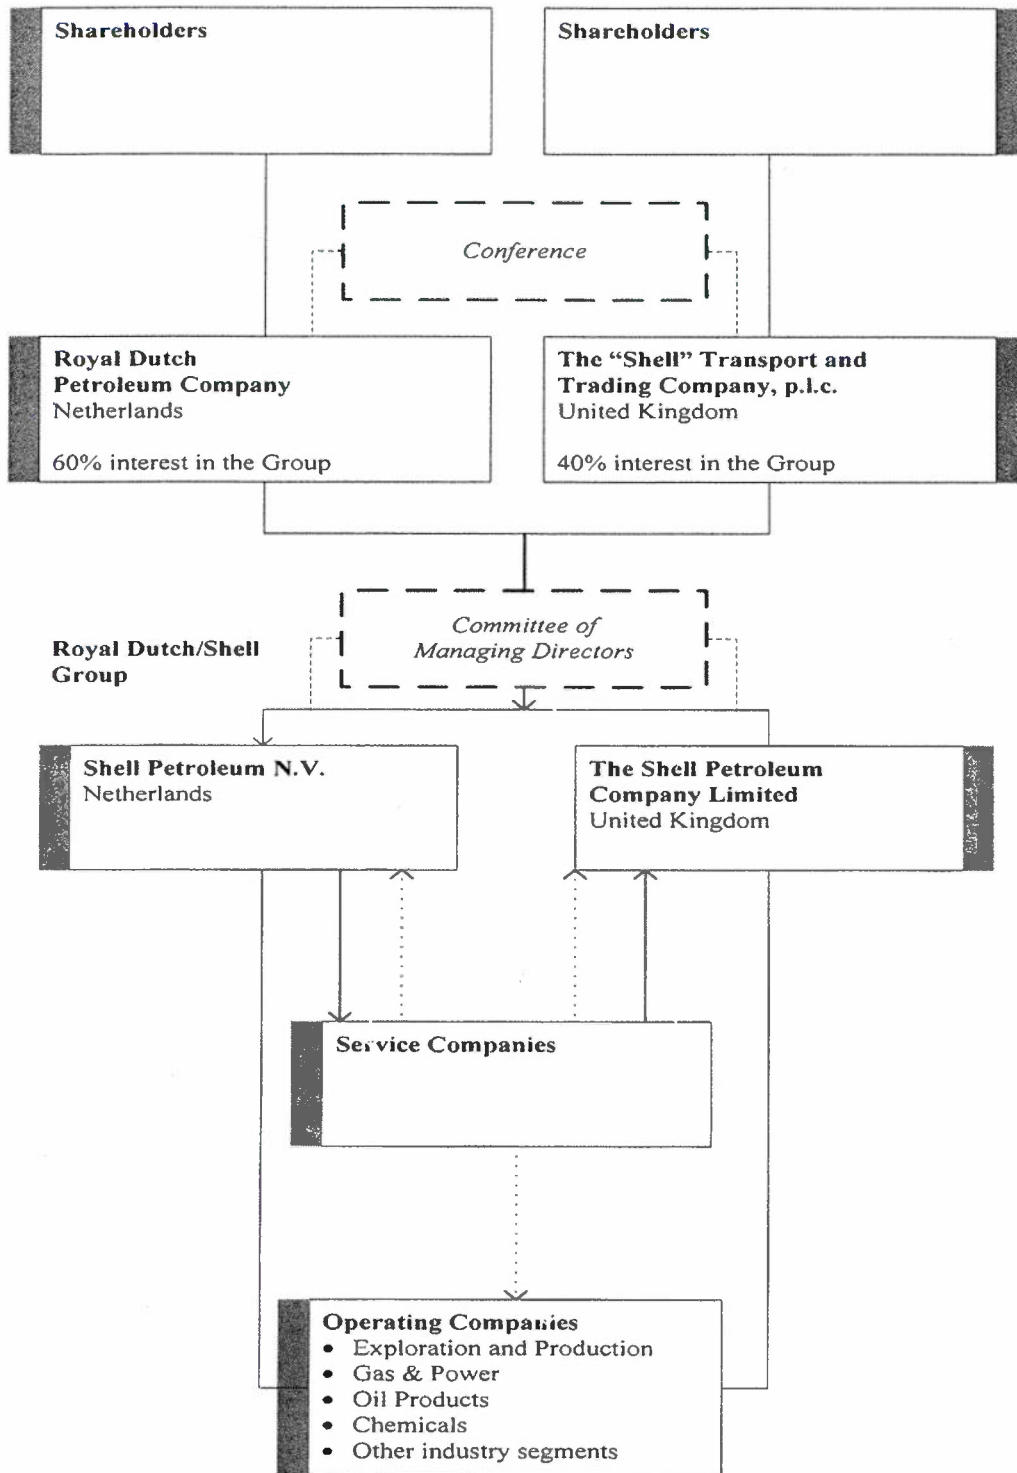 Shareholders
Shareholders
Conference
Royal Dutch
Petroleum Company
Netherlands
60% interest in the Group
The “Shell” Transport and
Trading Company, p.l.c.
United Kingdom
40% interest in the Group
Committee of
Managing Directors
Royal Dutch/Shell
Group
Shell Petroleum N.V.
Netherlands
The Shell Petroleum
Company Limited
United Kingdom
Service Companies
Operating Companies
• Exploration and Production
• Gas & Power
• Oil Products
• Chemicals
• Other industry segments